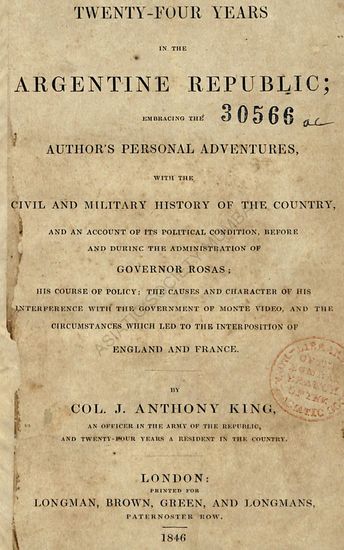 TWENTY-FOUR YEARS
IN THE
ARGENTINE REPUBLIC;
EMBRACING THE
30566
AUTHOR'S PERSONAL ADVENTURES,
WITH THE
CIVIL AND MILITARY HISTORY OF THE COUNTRY,
AND AN ACCOUNT OF ITS POLITICAL CONDITION, BEFORE
AND DURING THE ADMINISTRATION OF
GOVERNOR ROSAS;
HIS COURSE OF POLICY; THE CAUSES AND CHARACTER OF HIS
INTERFERENCE WITH THE GOVERNMENT OF MONTE VIDEO, AND THE
CIRCUMSTANCES WHICH LED TO THE INTERPOSITION OF
ENGLAND AND FRANCE.
BY
COL. J. ANTHONY KING,
AN OFFICER IN THE ARMY OF THE REPUBLIC,
AND TWENTY-FOUR YEARS A RESIDENT IN THE COUNTRY.
LONDON:
PRINTED FOR
LONGMAN, BROWN, GREEN, AND LONGMANS,
PATERNOSTER ROW.
1846